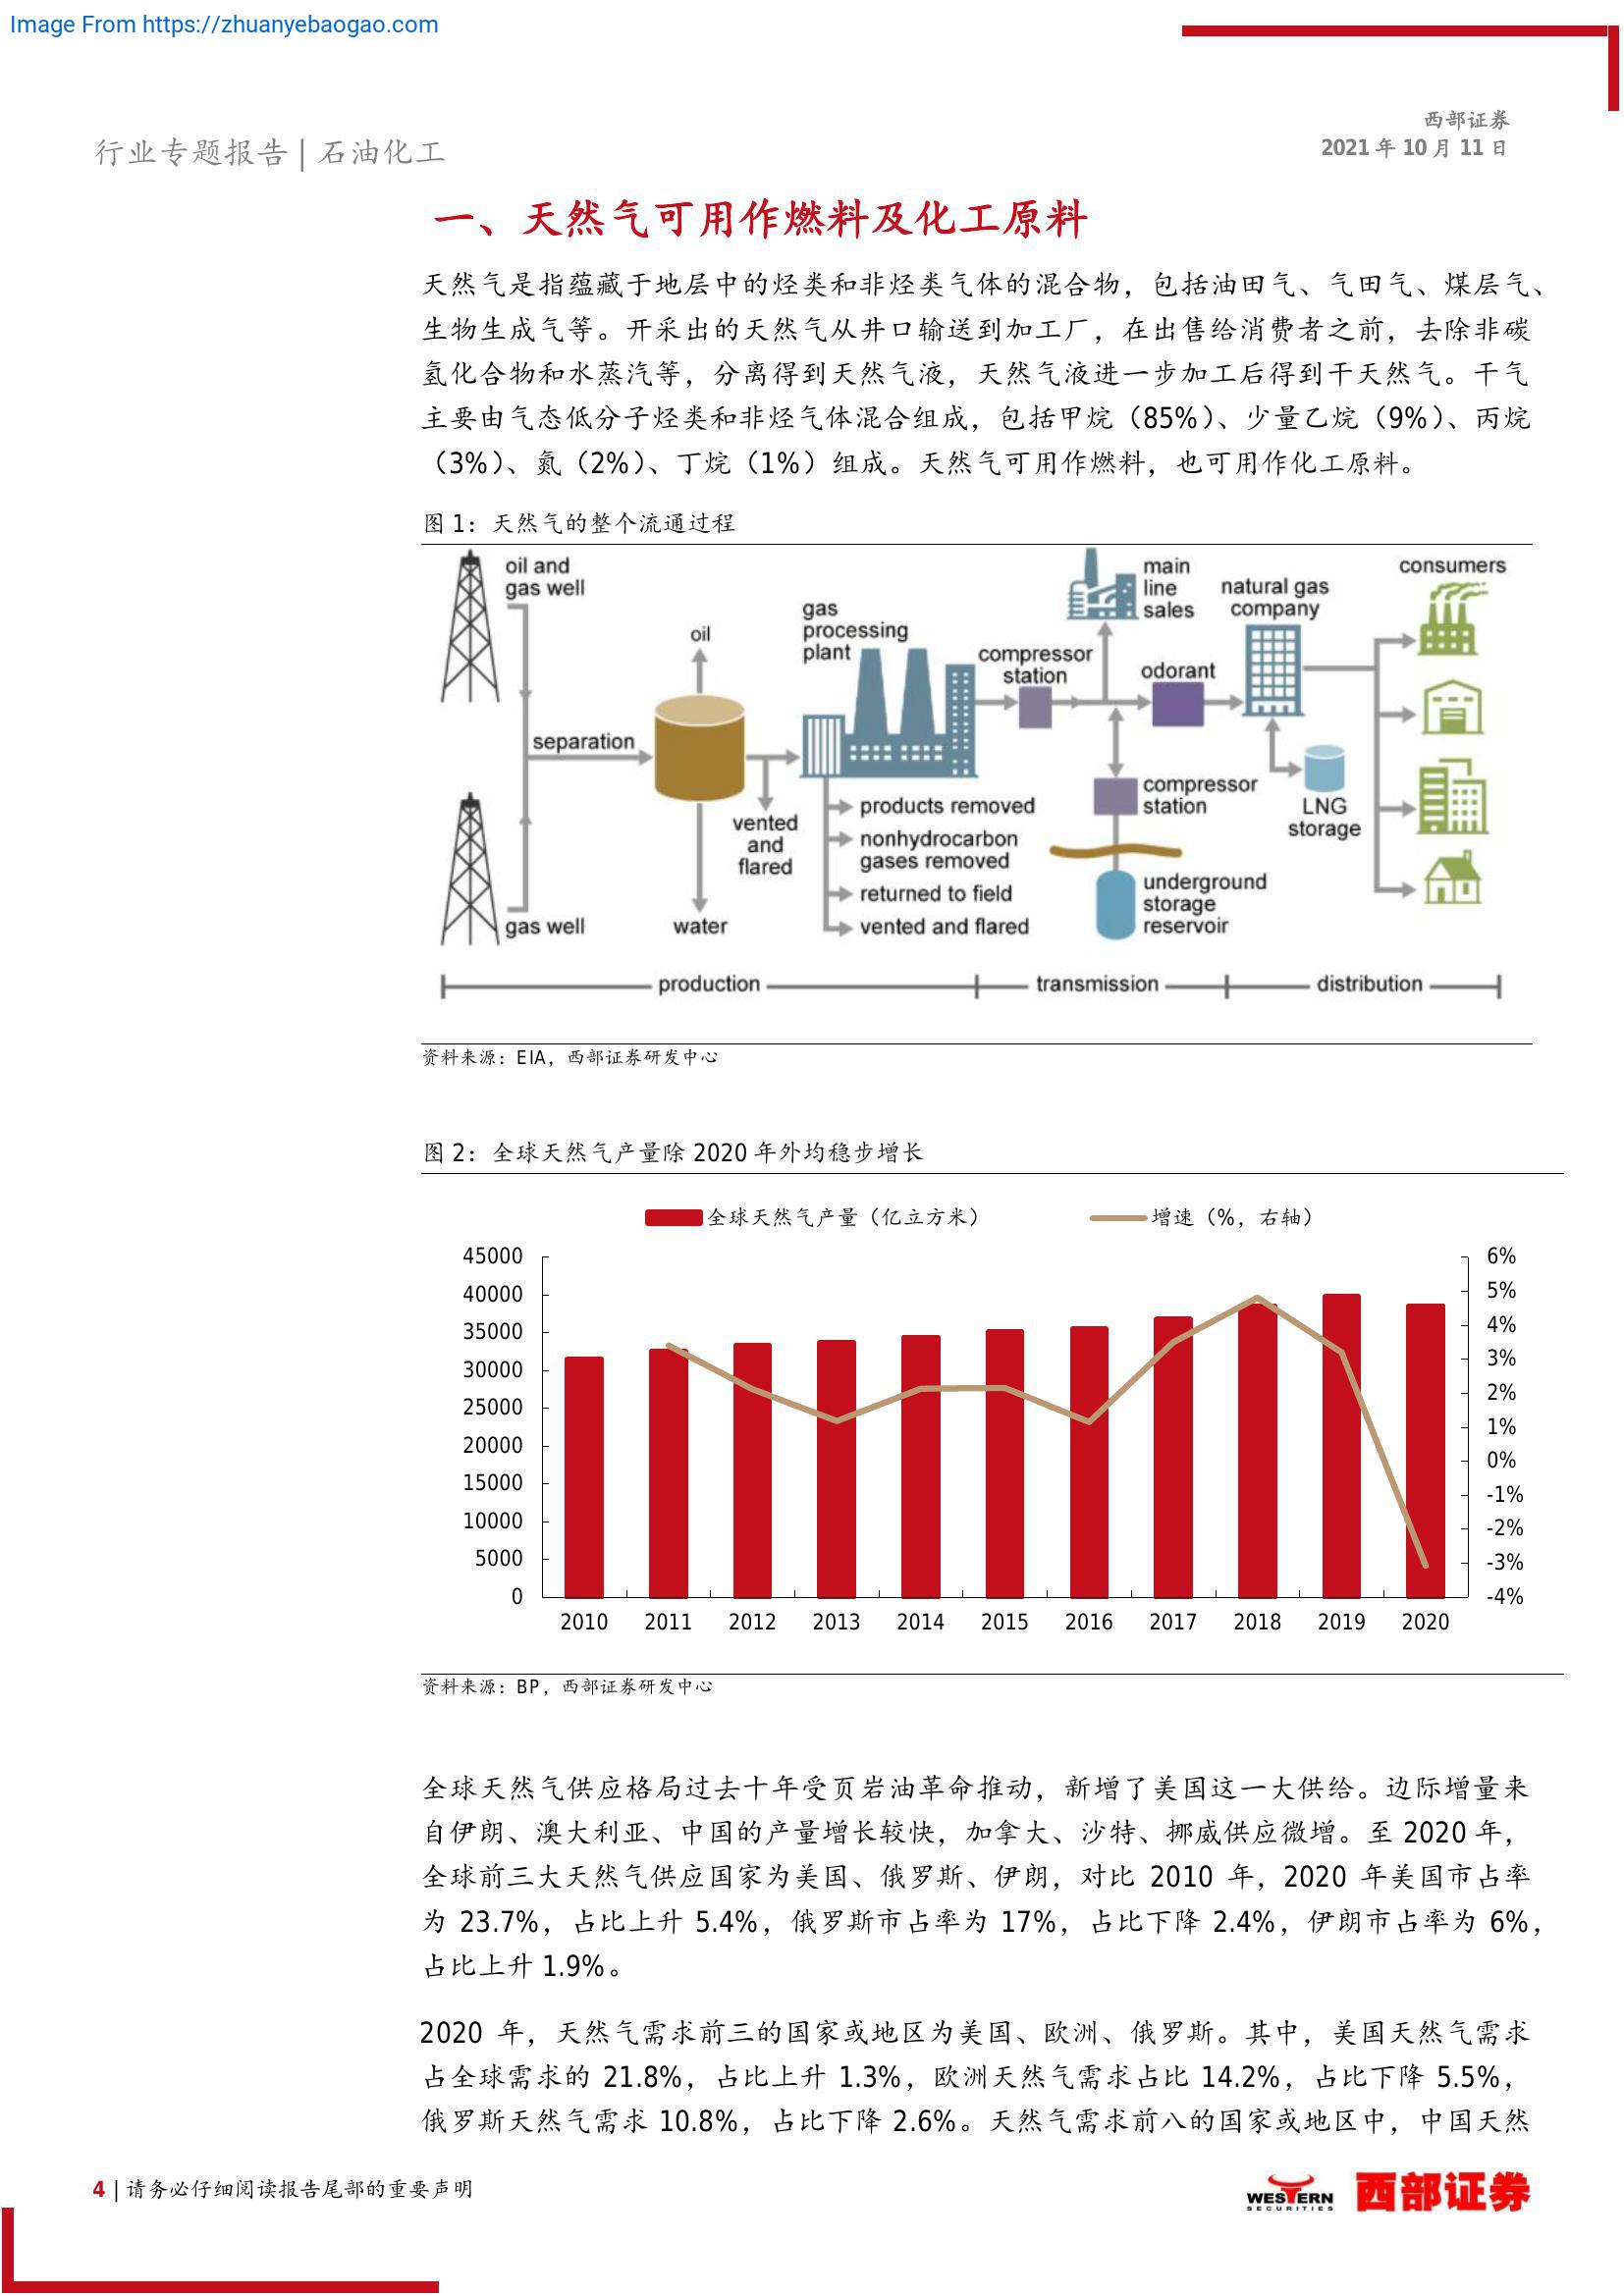 Image From https://zhuanyebaogao.com
西部证券
行业专题报告 | 石油化工
2021 年 10 月 11 日
一、天然气可用作燃料及化工原料
天然气是指蕴藏于地层中的烃类和非烃类气体的混合物，包括油田气、气田气、煤层气、
生物生成气等。开采出的天然气从井口输送到加工厂，在出售给消费者之前，去除非碳
氢化合物和水蒸汽等，分离得到天然气液，天然气液进一步加工后得到干天然气。干气
主要由气态低分子烃类和非烃气体混合组成，包括甲烷（85%）、少量乙烷（9%）、丙烷
（3%）、氮（2%）、丁烷（1%）组成。天然气可用作燃料，也可用作化工原料。
图 1：天然气的整个流通过程
oil and
gas well
separation
gas well
oil
water
vented
and
flared
gas
processing
plant
products removed
nonhydrocarbon
gases removed
returned to field
vented and flared
compressor
station
main
line
sales
odorant
compressor
station
underground
storage
reservoir
natural gas
company
LNG
storage
consumers
production
transmission
distribution
资料来源：EIA，西部证券研发中心
图 2：全球天然气产量除 2020 年外均稳步增长
全球天然气产量（亿立方米）
增速（%，右轴）
45000
40000
35000
30000
25000
20000
15000
10000
5000
0
6%
5%
4%
3%
2%
1%
0%
-1%
-2%
-3%
-4%
2010 2011 2012 2013 2014 2015 2016 2017 2018 2019 2020
资料来源：BP，西部证券研发中心
全球天然气供应格局过去十年受页岩油革命推动，新增了美国这一大供给。边际增量来
自伊朗、澳大利亚、中国的产量增长较快，加拿大、沙特、挪威供应微增。至 2020 年，
全球前三大天然气供应国家为美国、俄罗斯、伊朗，对比 2010 年，2020 年美国市占率
为 23.7%，占比上升 5.4%，俄罗斯市占率为 17%，占比下降 2.4%，伊朗市占率为 6%，
占比上升 1.9%。
2020 年，天然气需求前三的国家或地区为美国、欧洲、俄罗斯。其中，美国天然气需求
占全球需求的 21.8%，占比上升 1.3%，欧洲天然气需求占比 14.2%，占比下降 5.5%，
俄罗斯天然气需求 10.8%，占比下降 2.6%。天然气需求前八的国家或地区中，中国天然
4 | 请务必仔细阅读报告尾部的重要声明
WESTERN
SECURITIES
西部证券